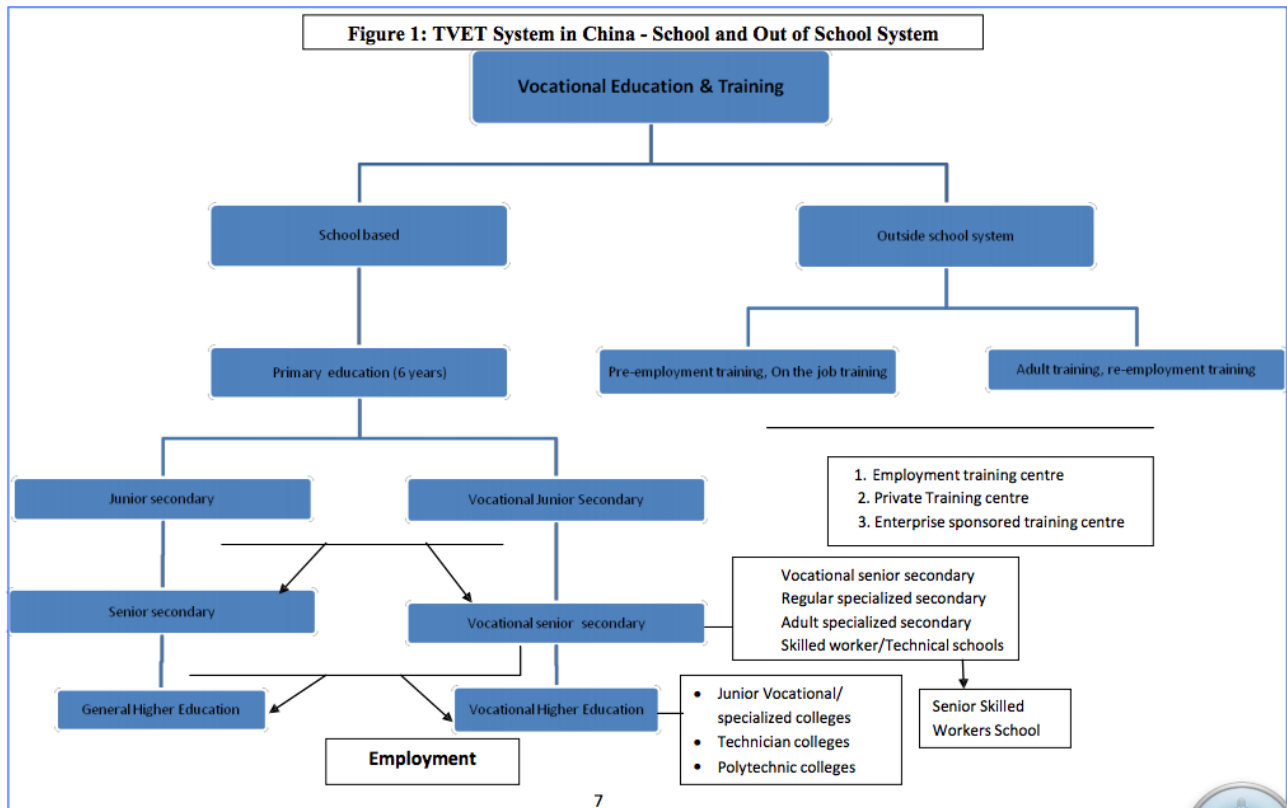 Figure 1: TVET System in China - School and Out of School System
Vocational Education & Training
School based
Outside school system
Primary education (6 years)
Pre-employment training, On the job training
Adult training, re-employment training
Junior secondary
Vocational Junior Secondary
1. Employment training centre
2. Private Training centre
3. Enterprise sponsored training centre
Senior secondary
Vocational senior secondary
Vocational senior secondary
Regular specialized secondary
Adult specialized secondary
Skilled worker/Technical schools
General Higher Education
Vocational Higher Education
• Junior Vocational/
specialized colleges
• Technician colleges
• Polytechnic colleges
Senior Skilled
Workers School
Employment
7